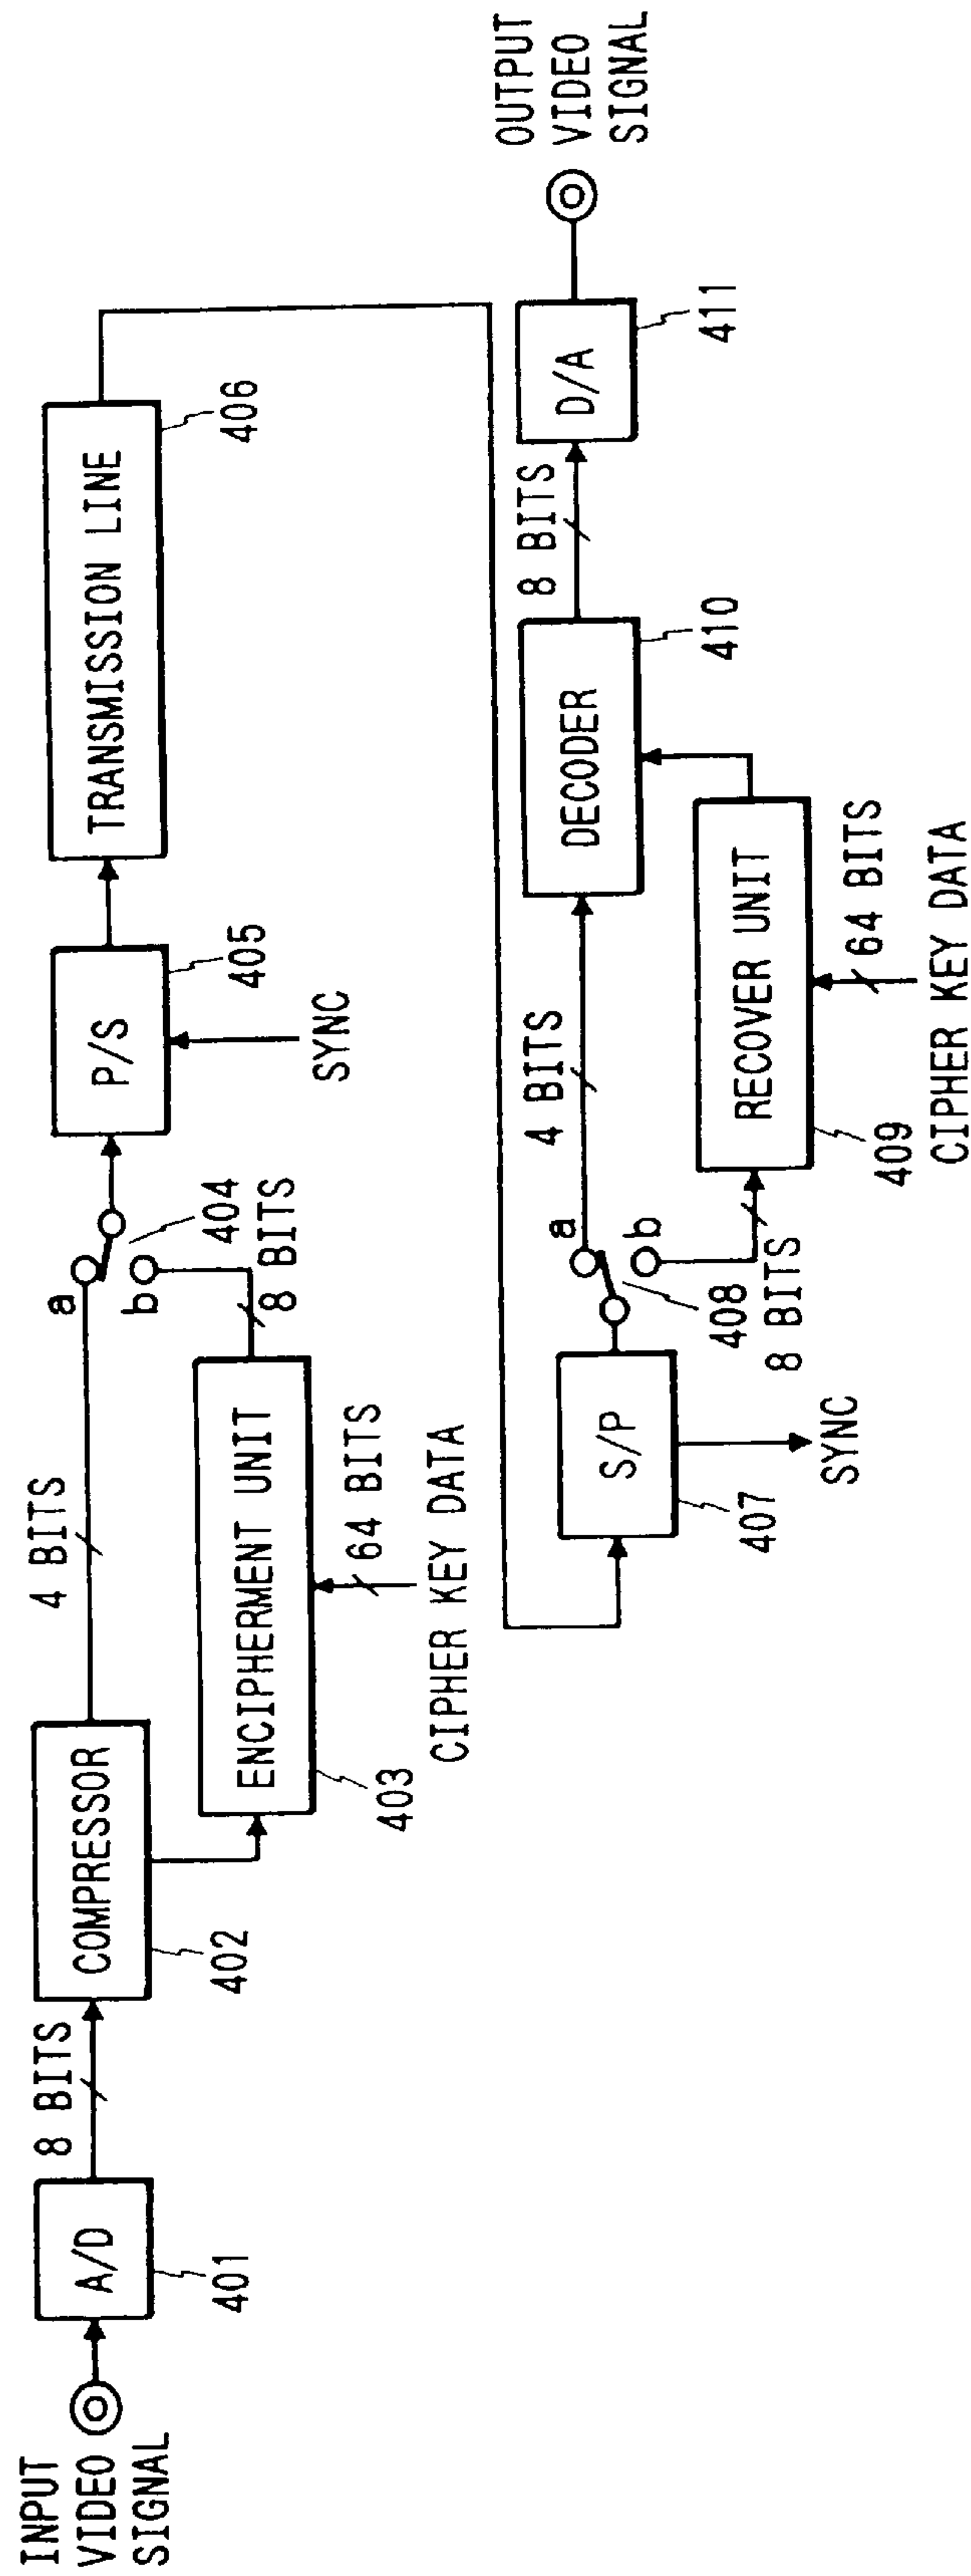 INPUT
VIDEO
SIGNAL
A/D
401
8 BITS
COMPRESSOR
402
4 BITS
ENCIPHERMENT UNIT
403
64 BITS
CIPHER KEY DATA
8 BITS
a
b
404
P/S
405
SYNC
TRANSMISSION LINE
406
S/P
407
SYNC
a
b
408
8 BITS
4 BITS
RECOVER UNIT
409
64 BITS
CIPHER KEY DATA
DECODER
410
8 BITS
D/A
411
OUTPUT
VIDEO
SIGNAL